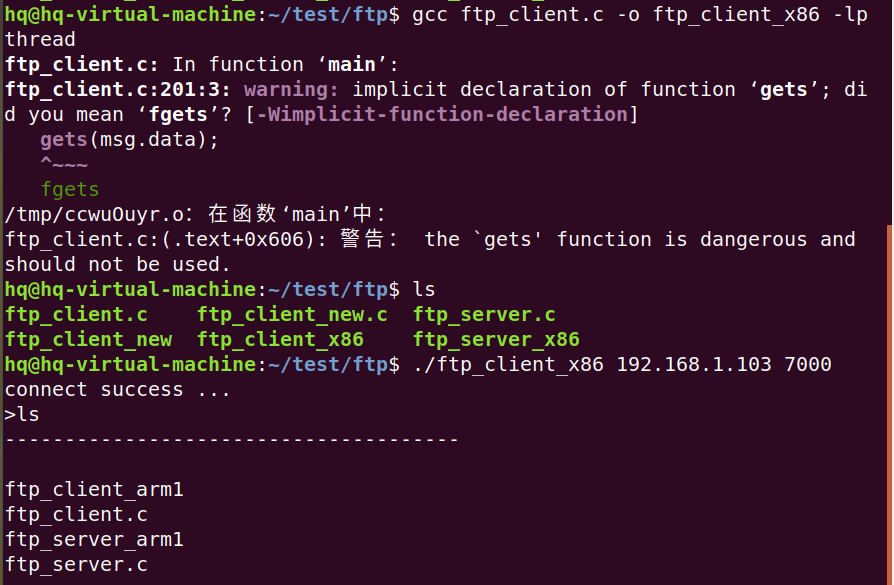 hq@hq-virtual-machine:~/test/ftp$ gcc ftp_client.c -o ftp_client_x86 -lp
thread
ftp_client.c: In function ‘main’:
ftp_client.c:201:3: warning: implicit declaration of function ‘gets’; di
d you mean ‘fgets’? [-Wimplicit-function-declaration]
   gets(msg.data);
   ^~~~
   fgets
/tmp/ccwuOuyr.o：在函数‘main’中：
ftp_client.c:(.text+0x606): 警告： the `gets' function is dangerous and
should not be used.
hq@hq-virtual-machine:~/test/ftp$ ls
ftp_client.c    ftp_client_new.c  ftp_server.c
ftp_client_new  ftp_client_x86    ftp_server_x86
hq@hq-virtual-machine:~/test/ftp$ ./ftp_client_x86 192.168.1.103 7000
connect success ...
>ls
--------------------------------------
ftp_client_arm1
ftp_client.c
ftp_server_arm1
ftp_server.c